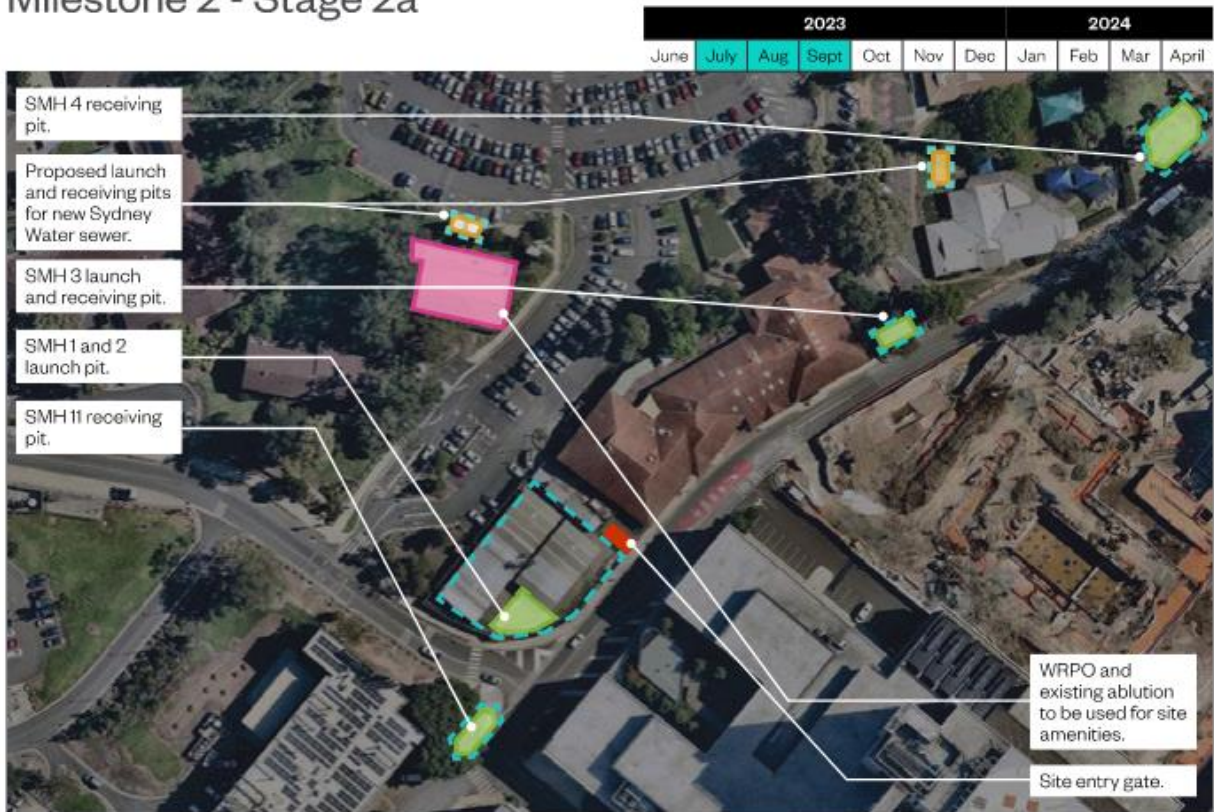 Milestone 2 - Stage 2a
2023 2024
June July Aug Sept Oct Nov Dec Jan Feb Mar April
SMH 4 receiving
pit.
Proposed launch
and receiving pits
for new Sydney
Water sewer.
SMH 3 launch
and receiving pit.
SMH 1 and 2
launch pit.
SMH 11 receiving
pit.
WRPO and
existing ablution
to be used for site
amenities.
Site entry gate.